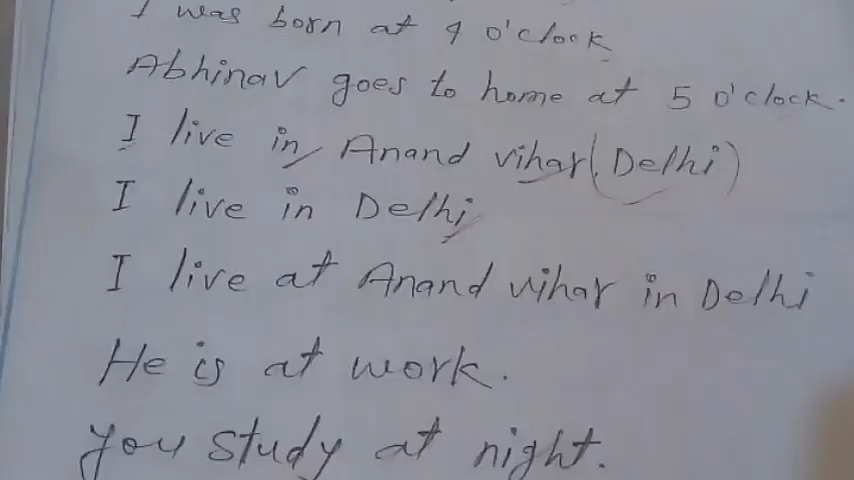 I was born at 9 o'clock
Abhinav goes to home at 5 o'clock.
I live in Anand vihar (Delhi)
I live in Delhi
I live at Anand vihar in Delhi
He is at work.
you study at night.